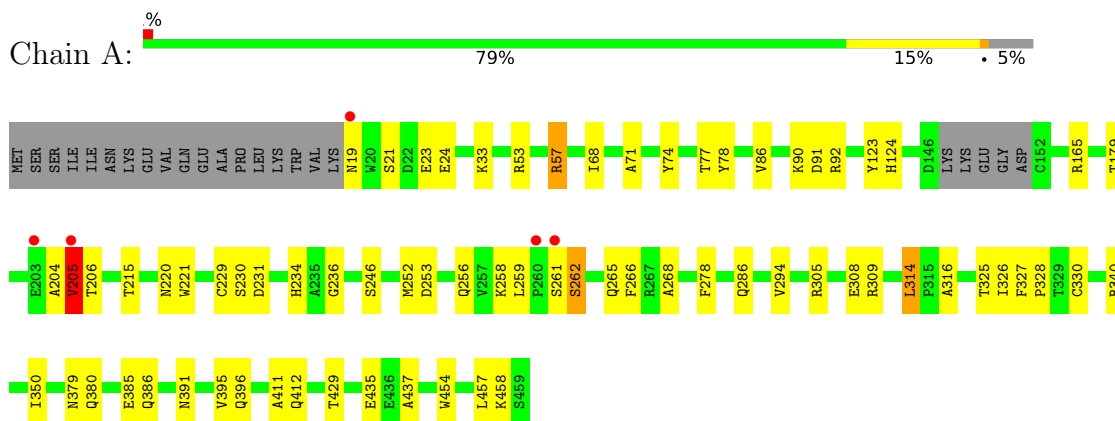 .%
Chain A:
79% 15% • 5%
MET SER SER ILE ILE ASN LYS GLU VAL GLN GLU ALA PRO LEU LYS TRP VAL LYS N19 W20 S21 D22 E23 E24 K33 R53 R57 I68 A71 Y74 T77 Y78 V86 K90 D91 R92 Y123 H124 D146 LYS LYS GLU GLY ASP C152 R165
E203 A204 V205 T206 T215 N220 W221 C229 S230 D231 H234 A235 G236 S246 M252 D253 Q256 V257 K258 L259 P260 S261 S262 Q265 F266 R267 A268 F278 Q286 V294 R305 E308 R309 L314 P315 A316 T325 I326 F327 P328 T329 C330
I350 N379 Q380 E385 Q386 N391 V395 Q396 A411 Q412 T429 E435 E436 A437 W454 L457 K458 S459